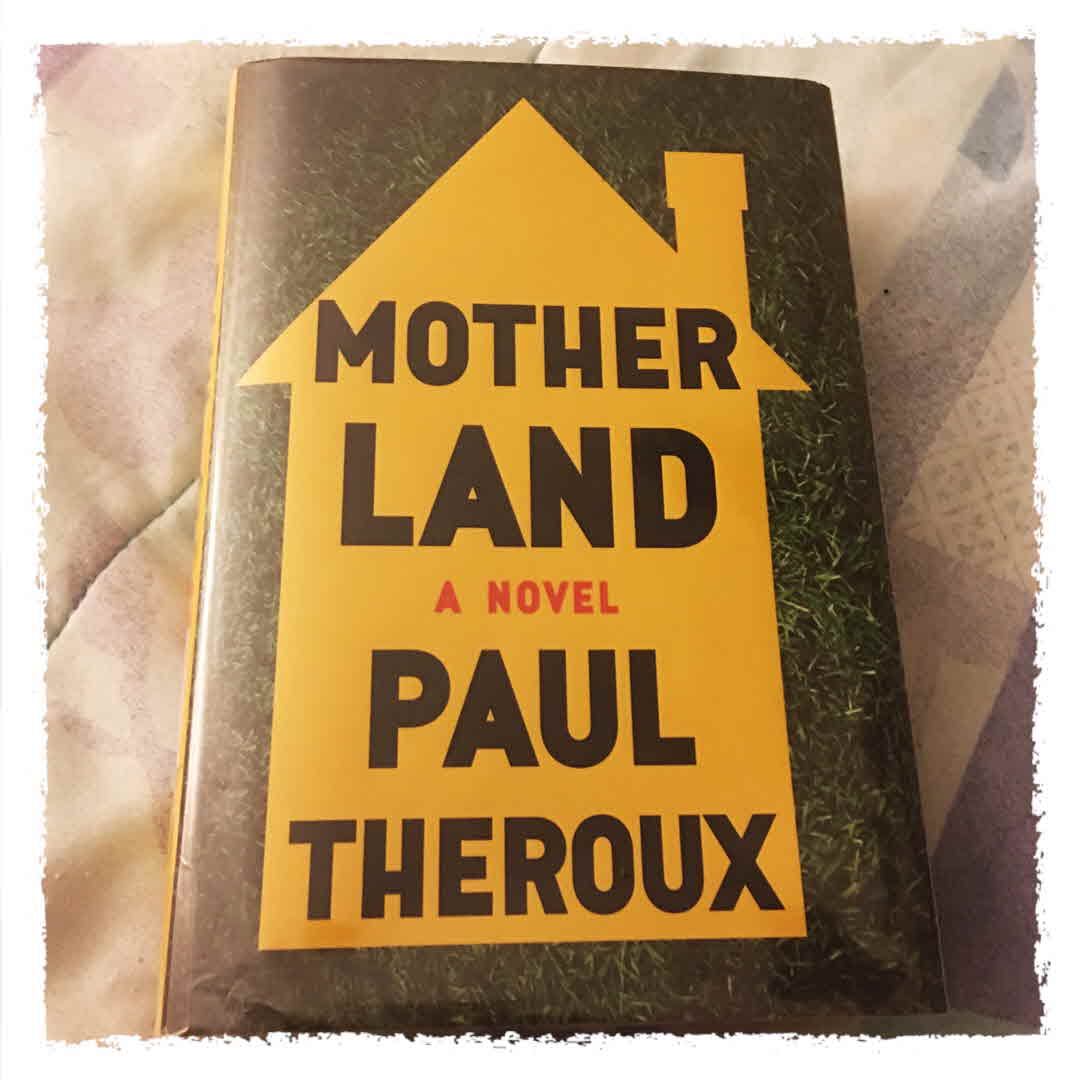 MOTHER
LAND
A NOVEL
PAUL
THEROUX